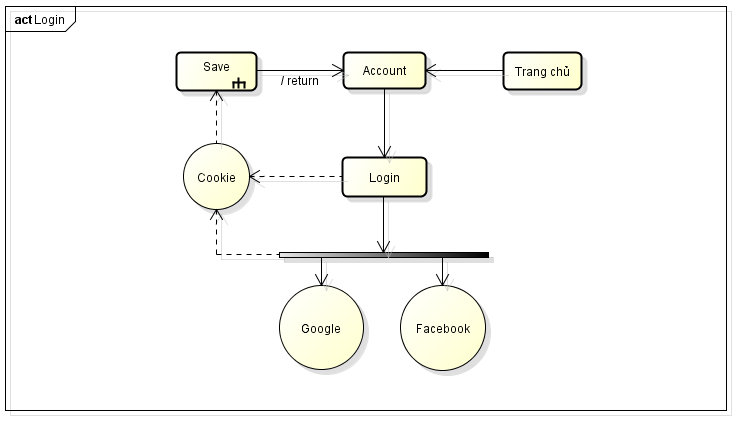 act Login
Save
/ return
Account
Trang chủ
Cookie
Login
Google
Facebook